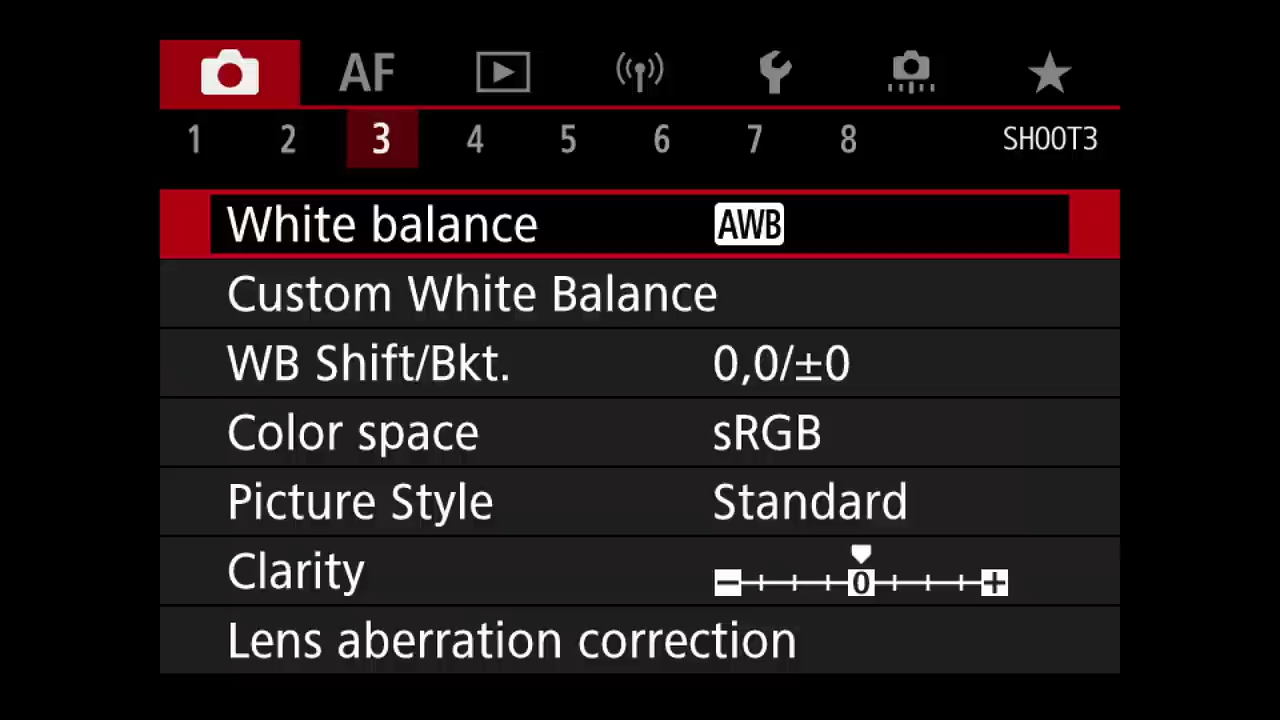 AF
1 2 3 4 5 6 7 8 SHOOT3
White balance AWB
Custom White Balance
WB Shift/Bkt. 0,0/±0
Color space sRGB
Picture Style Standard
Clarity − 0 +
Lens aberration correction